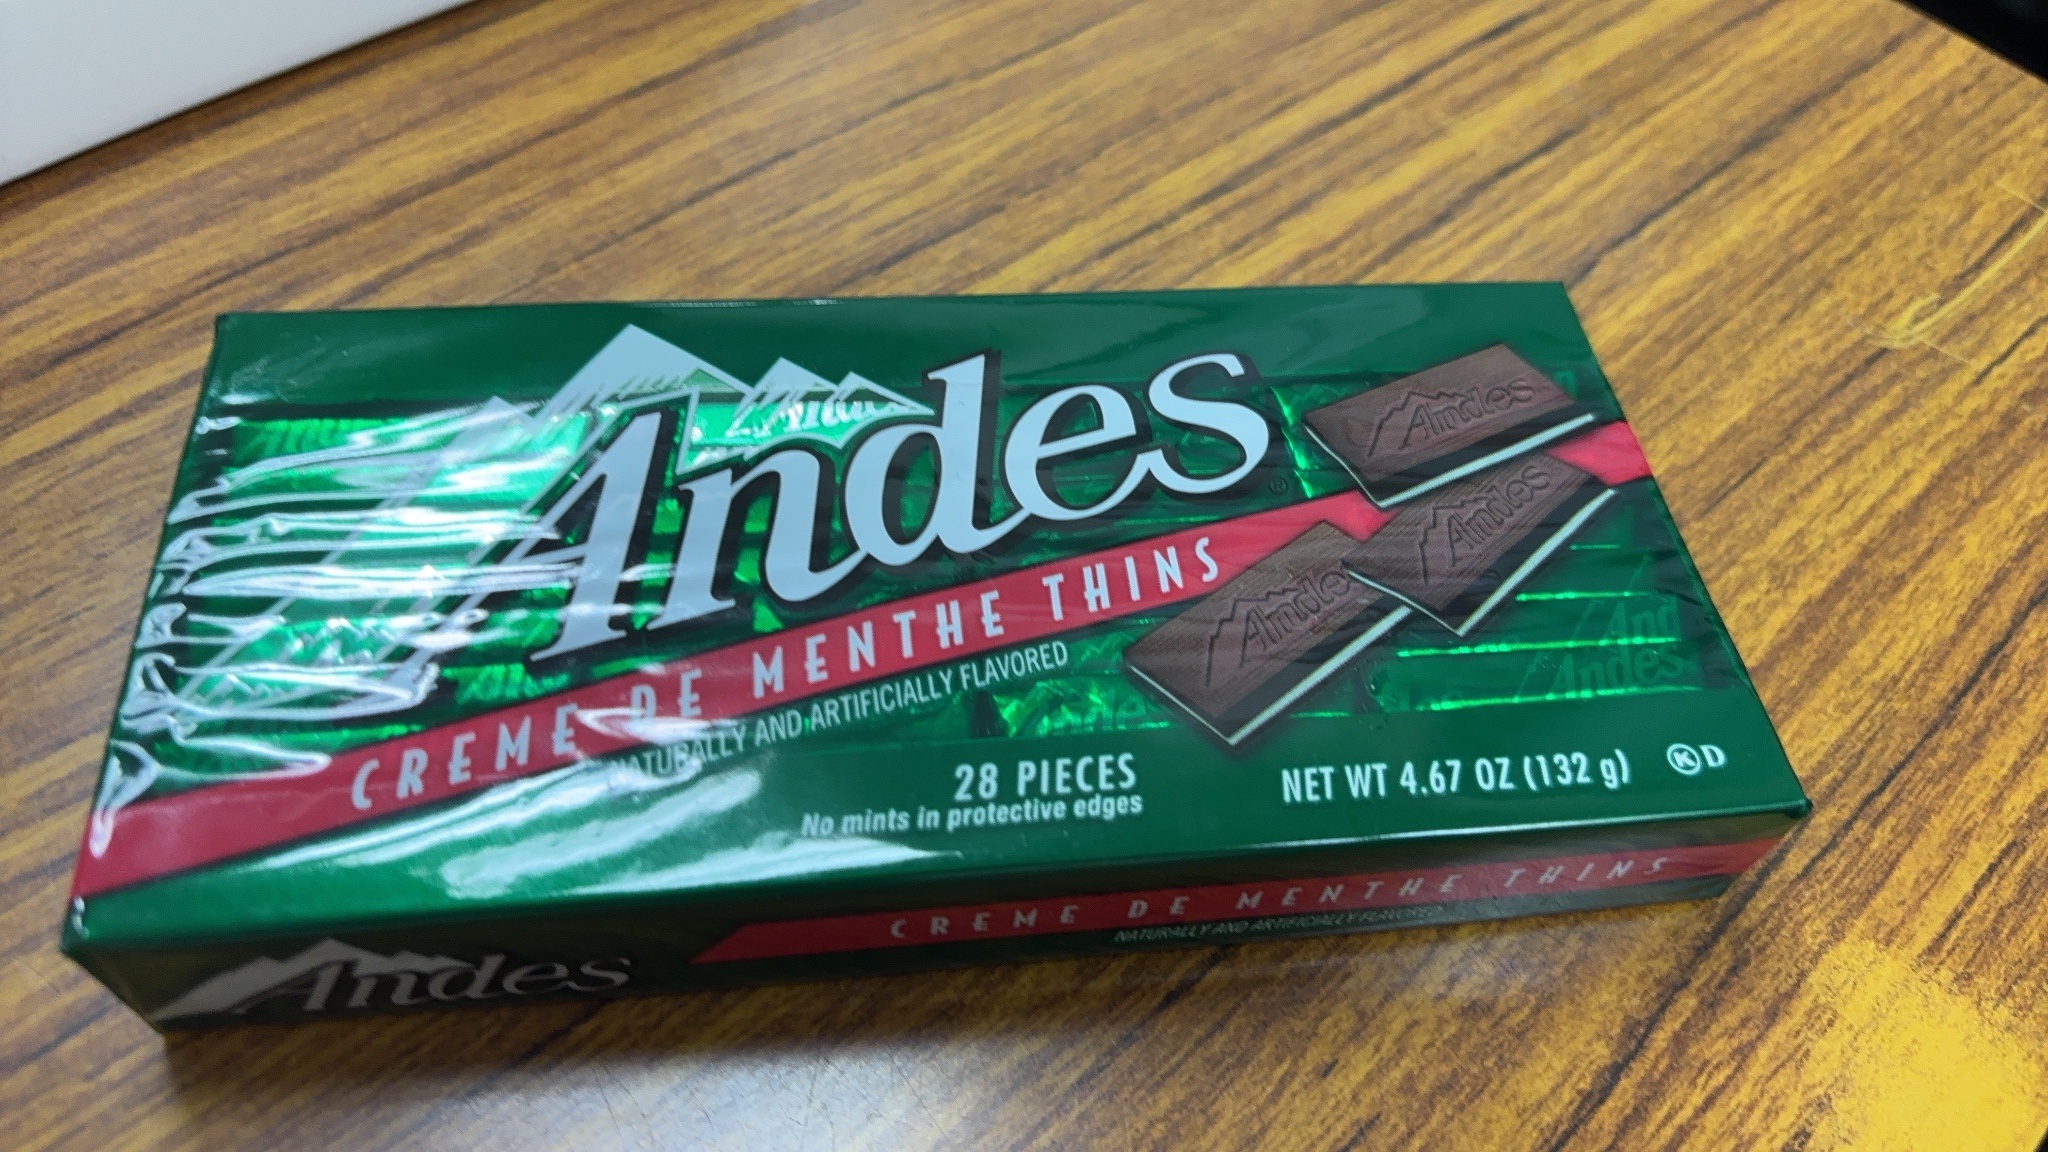 Andes
CREME DE MENTHE THINS
NATURALLY AND ARTIFICIALLY FLAVORED
28 PIECES
No mints in protective edges
NET WT 4.67 OZ (132 g)
K D
Andes
Andes
Andes
Andes
CREME DE MENTHE THINS
NATURALLY AND ARTIFICIALLY FLAVORED